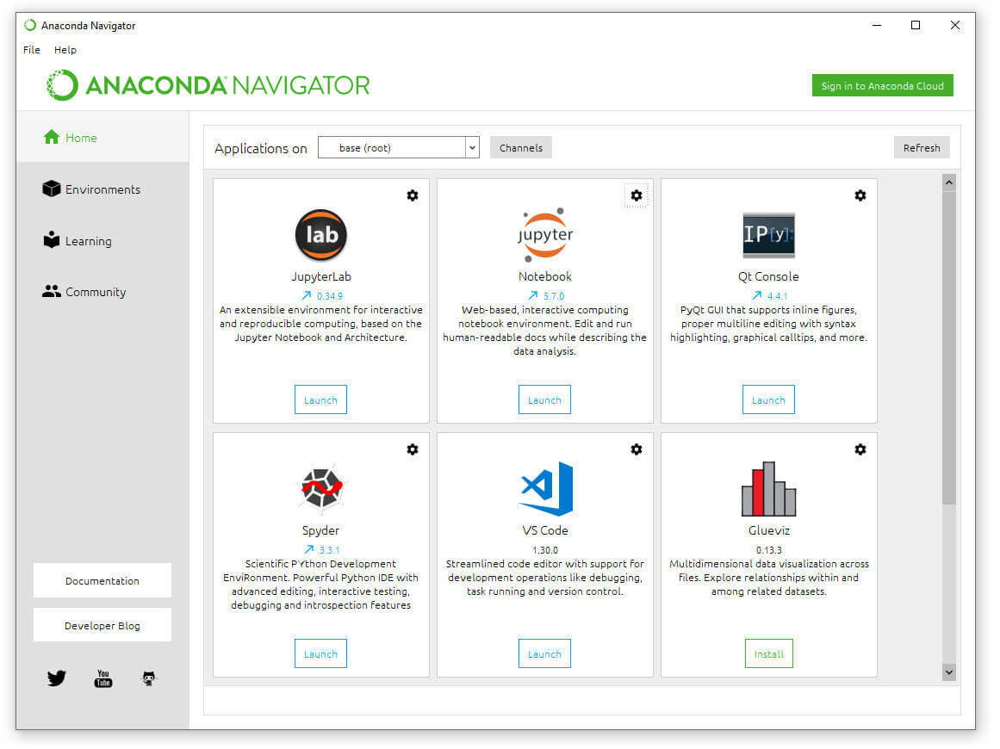 Anaconda Navigator
File Help
ANACONDA NAVIGATOR
Sign in to Anaconda Cloud
Home
Environments
Learning
Community
Documentation
Developer Blog
You
Tube
Applications on base (root) Channels Refresh
lab
JupyterLab
0.34.9
An extensible environment for interactive
and reproducible computing, based on the
Jupyter Notebook and Architecture.
Launch
jupyter
Notebook
5.7.0
Web-based, interactive computing
notebook environment. Edit and run
human-readable docs while describing the
data analysis.
Launch
IP[y]:
Qt Console
4.4.1
PyQt GUI that supports inline figures,
proper multiline editing with syntax
highlighting, graphical calltips, and more.
Launch
Spyder
3.3.1
Scientific PYthon Development
EnviRonment. Powerful Python IDE with
advanced editing, interactive testing,
debugging and introspection features
Launch
VS Code
1.30.0
Streamlined code editor with support for
development operations like debugging,
task running and version control.
Launch
Glueviz
0.13.3
Multidimensional data visualization across
files. Explore relationships within and
among related datasets.
Install